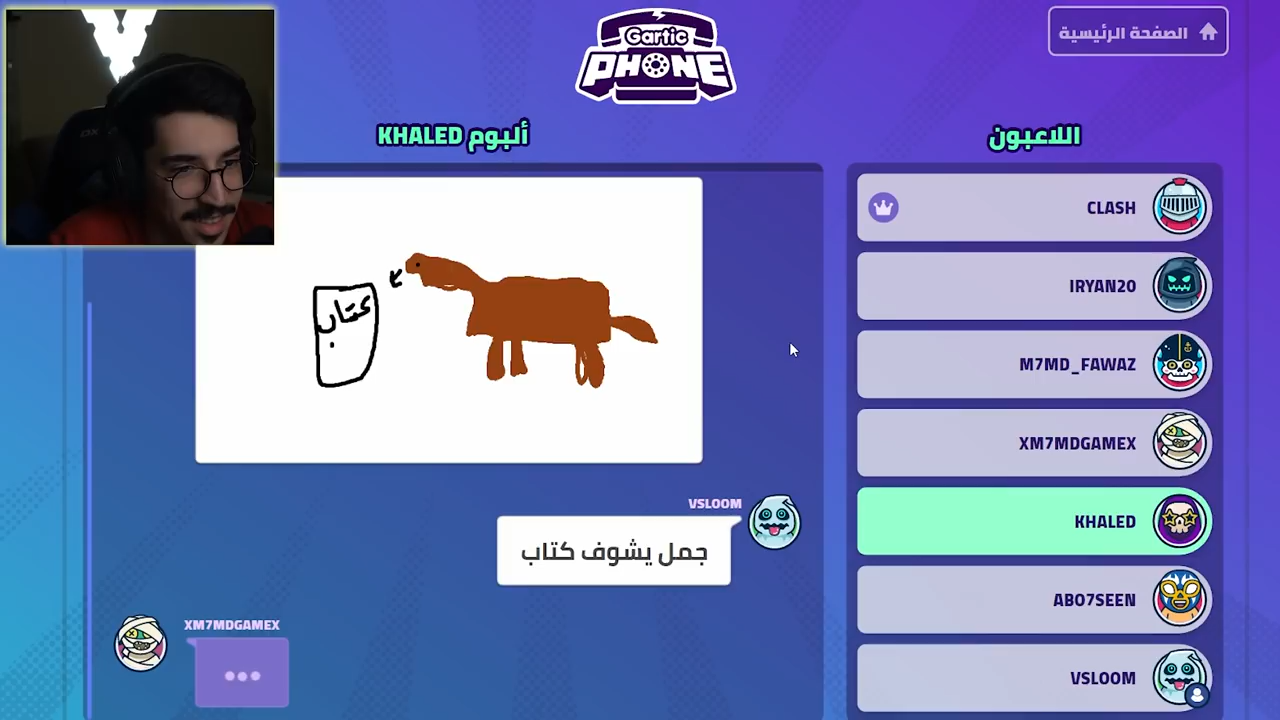 Gartic
PHONE
الصفحة الرئيسية
ألبوم KHALED
اللاعبون
كتاب
VSLOOM
جمل يشوف كتاب
XM7MDGAMEX
...
CLASH
IRYAN20
M7MD_FAWAZ
XM7MDGAMEX
KHALED
ABO7SEEN
VSLOOM